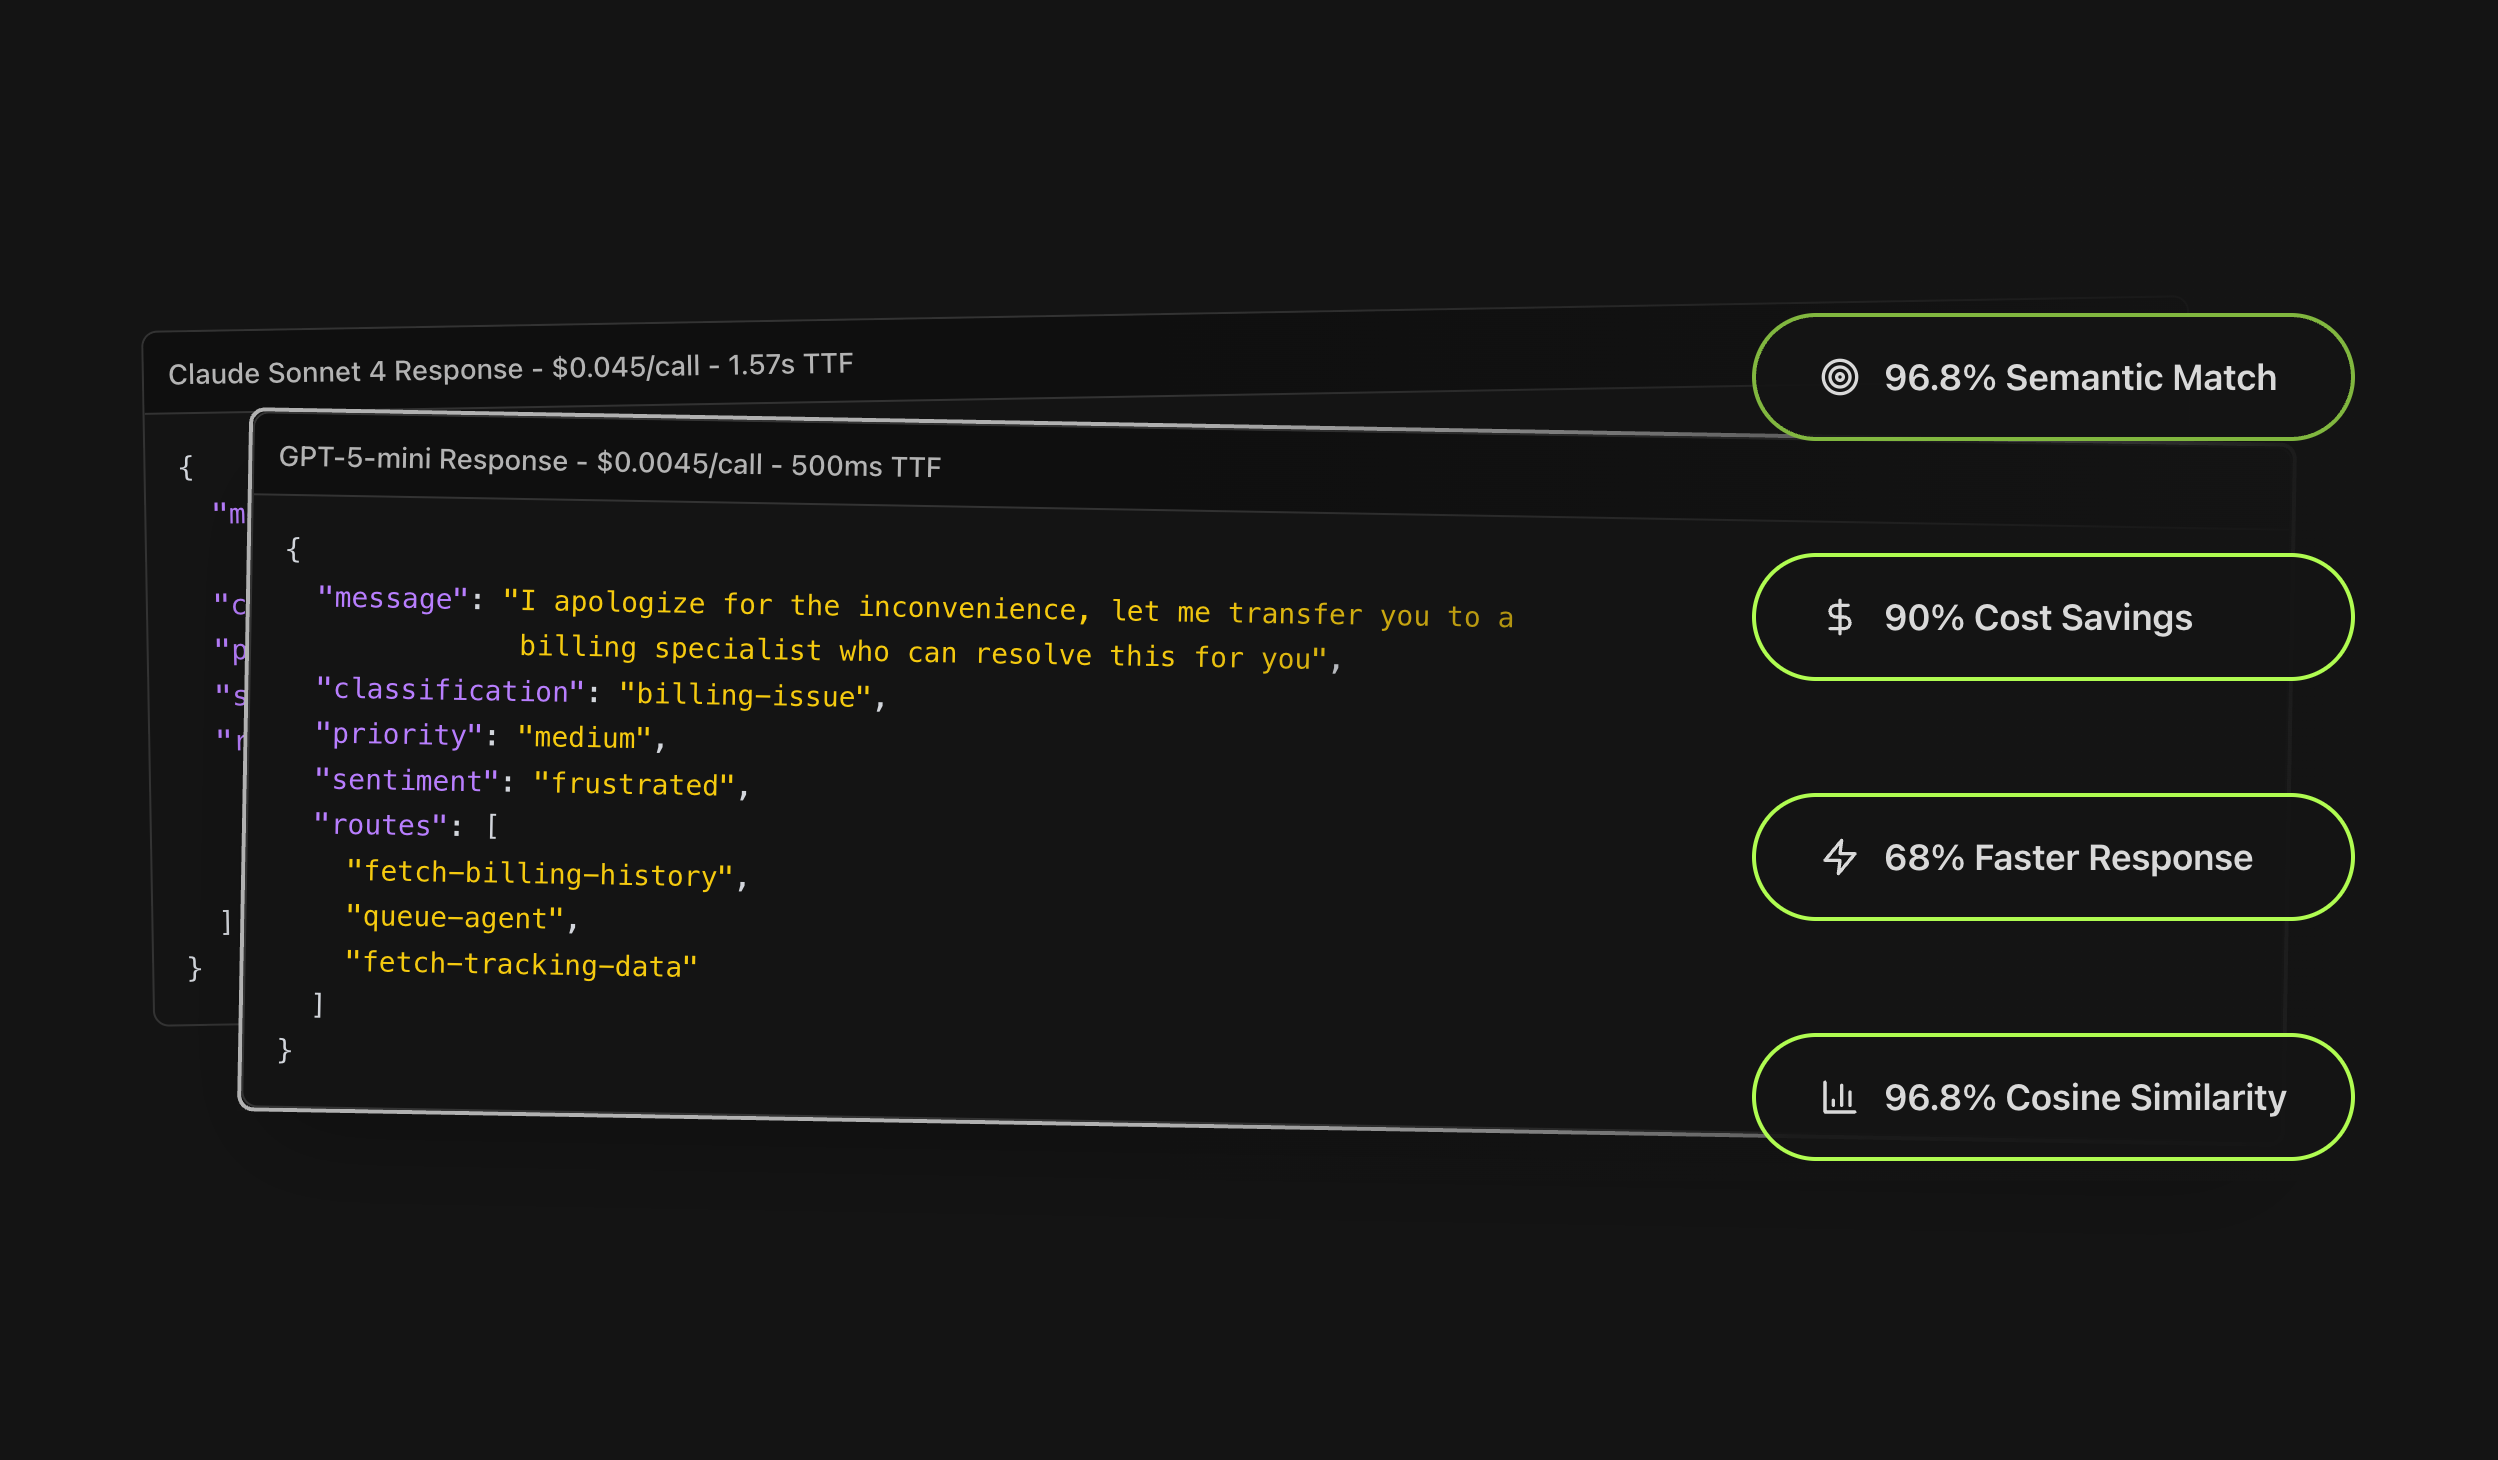 Claude Sonnet 4 Response - $0.045/call - 1.57s TTF
{
"m
"c
"p
"s
"r
]
}
GPT-5-mini Response - $0.0045/call - 500ms TTF
{
"message": "I apologize for the inconvenience, let me transfer you to a
billing specialist who can resolve this for you",
"classification": "billing-issue",
"priority": "medium",
"sentiment": "frustrated",
"routes": [
"fetch-billing-history",
"queue-agent",
"fetch-tracking-data"
]
}
96.8% Semantic Match
90% Cost Savings
68% Faster Response
96.8% Cosine Similarity